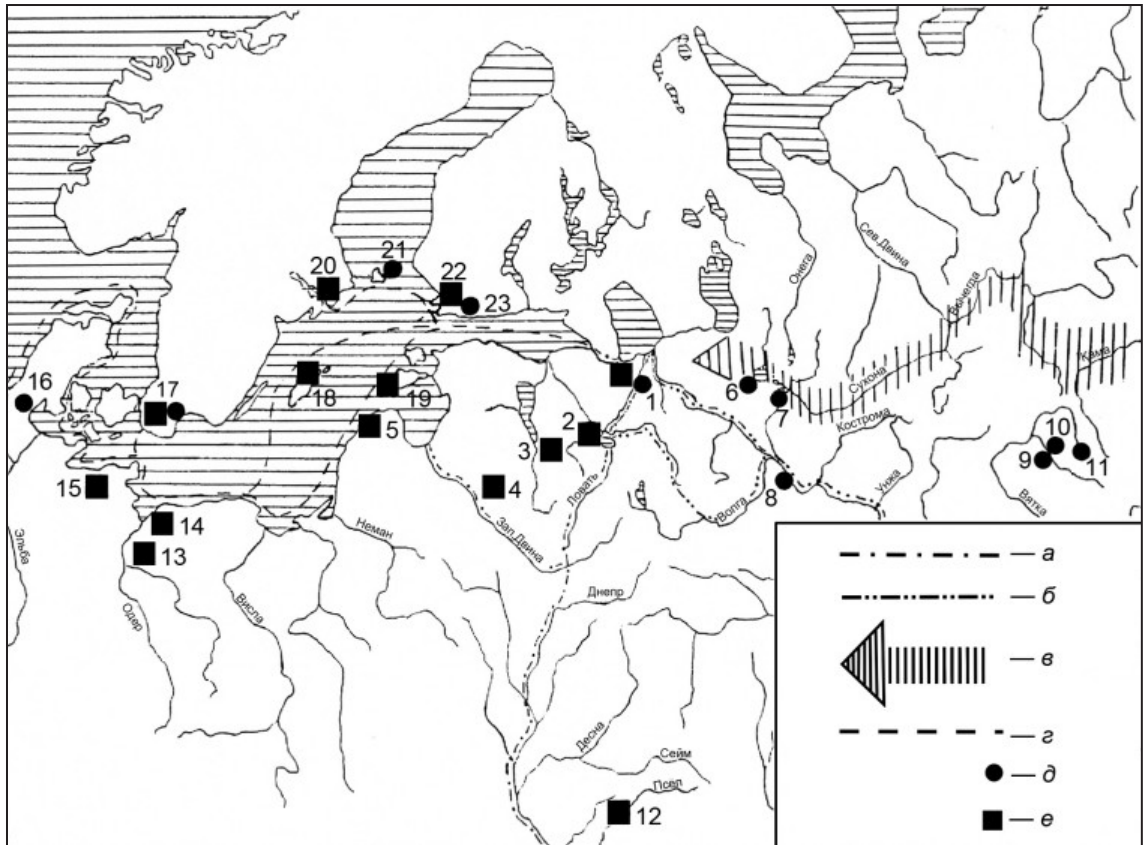 21
20
22
23
18
19
5
16
17
15
14
13
1
2
3
4
6
7
8
9
10
11
12
Онега
Сев.Двина
Вычегда
Сухона
Кама
Кострома
Унжа
Вятка
Волга
Ловать
Зап.Двина
Неман
Днепр
Эльба
Одер
Висла
Десна
Сейм
Псел
— а
— б
— в
— г
— д
— е